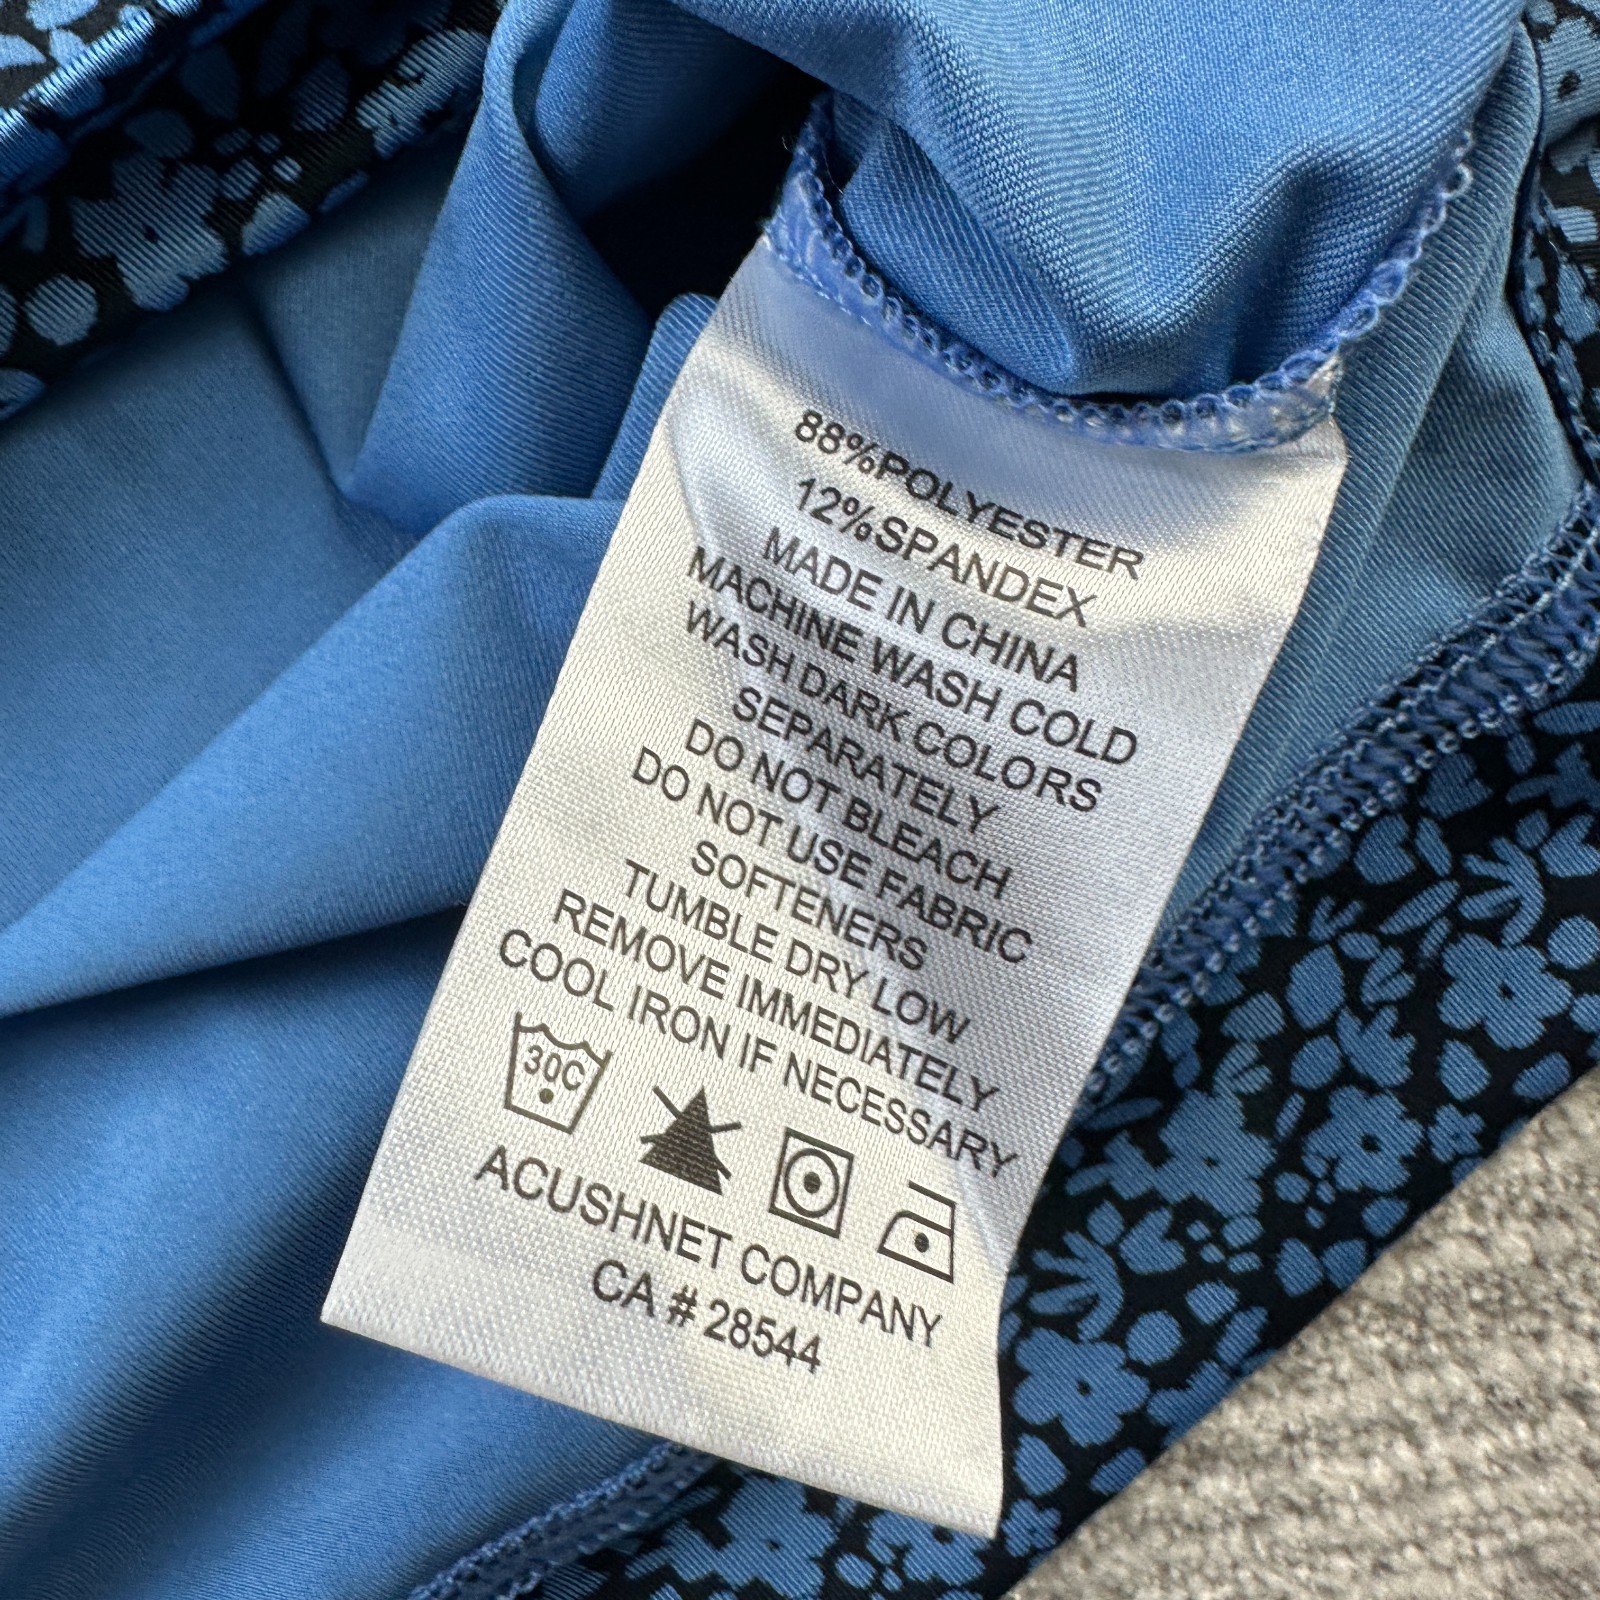 88%POLYESTER
12%SPANDEX
MADE IN CHINA
MACHINE WASH COLD
WASH DARK COLORS
SEPARATELY
DO NOT BLEACH
DO NOT USE FABRIC
SOFTENERS
TUMBLE DRY LOW
REMOVE IMMEDIATELY
COOL IRON IF NECESSARY
30C
ACUSHNET COMPANY
CA # 28544